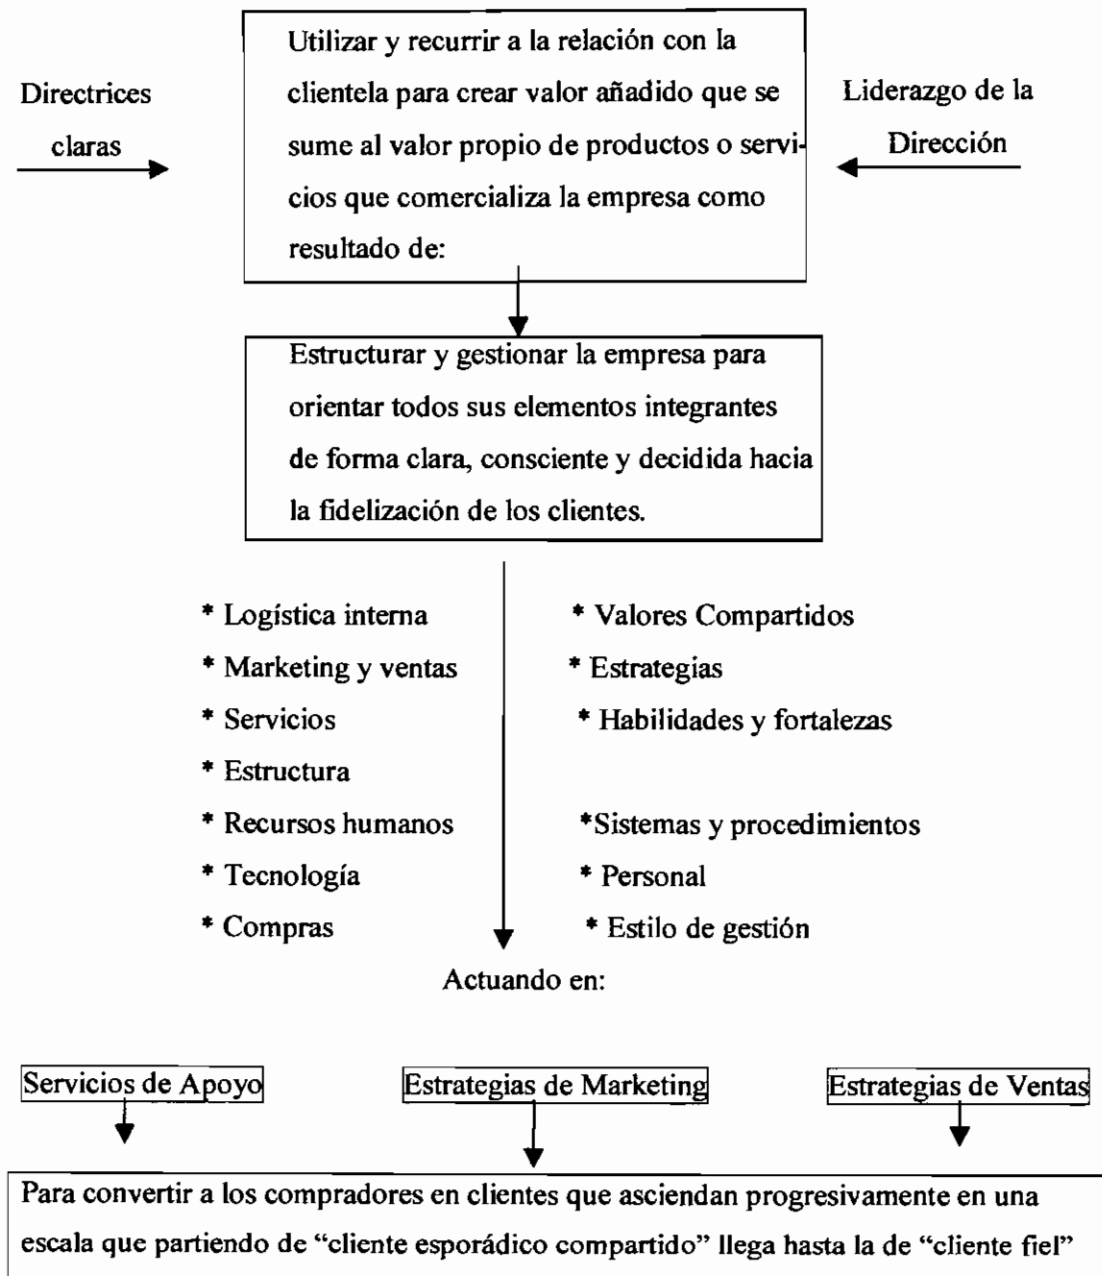 Directrices
claras
Utilizar y recurrir a la relación con la
clientela para crear valor añadido que se
sume al valor propio de productos o servi-
cios que comercializa la empresa como
resultado de:
Liderazgo de la
Dirección
Estructurar y gestionar la empresa para
orientar todos sus elementos integrantes
de forma clara, consciente y decidida hacia
la fidelización de los clientes.
* Logística interna
* Marketing y ventas
* Servicios
* Estructura
* Recursos humanos
* Tecnología
* Compras
* Valores Compartidos
* Estrategias
* Habilidades y fortalezas
*Sistemas y procedimientos
* Personal
* Estilo de gestión
Actuando en:
Servicios de Apoyo
Estrategias de Marketing
Estrategias de Ventas
Para convertir a los compradores en clientes que asciendan progresivamente en una
escala que partiendo de “cliente esporádico compartido” llega hasta la de “cliente fiel”